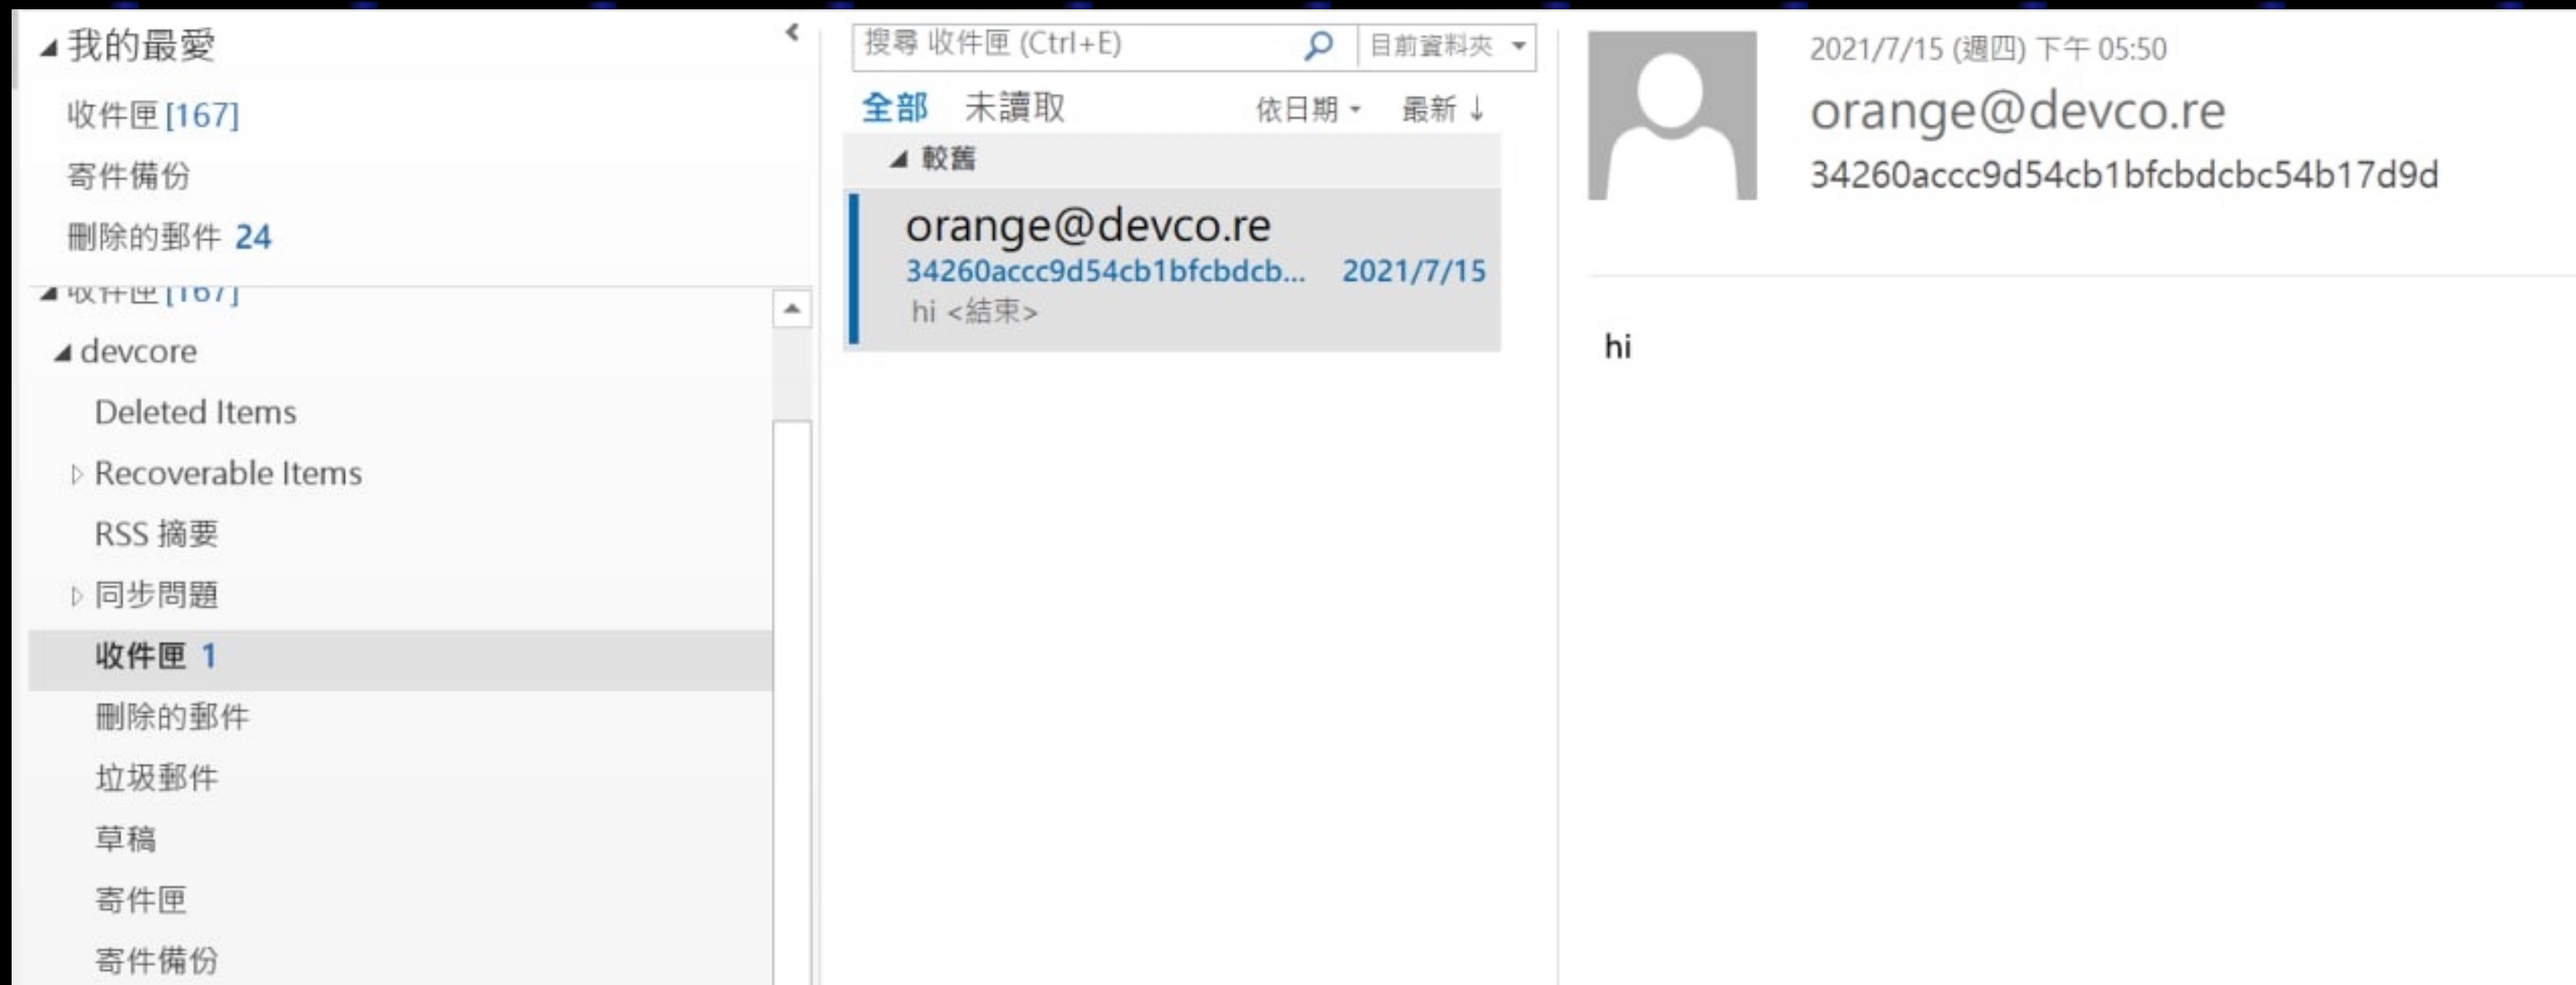 我的最愛
收件匣 [167]
寄件備份
刪除的郵件 24
收件匣 [167]
devcore
Deleted Items
Recoverable Items
RSS 摘要
同步問題
收件匣 1
刪除的郵件
垃圾郵件
草稿
寄件匣
寄件備份
搜尋 收件匣 (Ctrl+E) 目前資料夾
全部 未讀取 依日期 最新 ↓
較舊
orange@devco.re
34260accc9d54cb1bfcbdcb... 2021/7/15
hi <結束>
2021/7/15 (週四) 下午 05:50
orange@devco.re
34260accc9d54cb1bfcbdcbc54b17d9d
hi